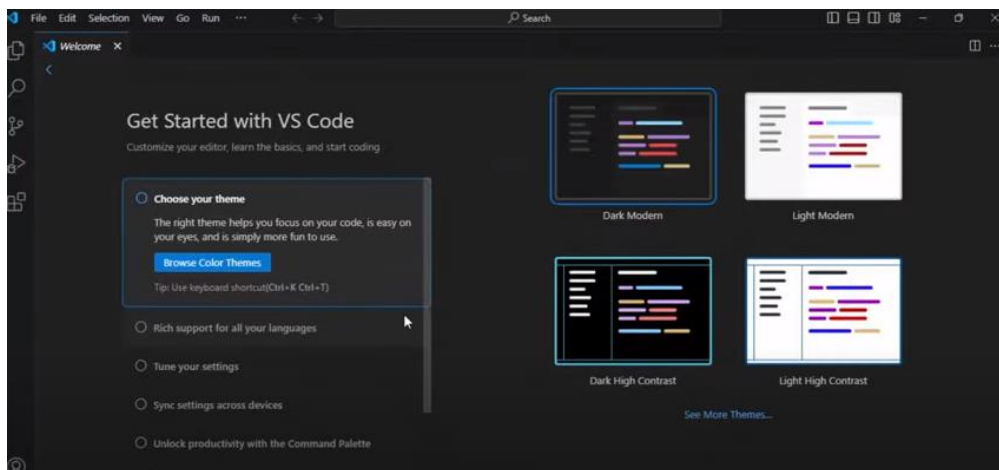 File Edit Selection View Go Run ···
Search
Welcome
Get Started with VS Code
Customize your editor, learn the basics, and start coding
Choose your theme
The right theme helps you focus on your code, is easy on
your eyes, and is simply more fun to use.
Browse Color Themes
Tip: Use keyboard shortcut(Ctrl+K Ctrl+T)
Rich support for all your languages
Tune your settings
Sync settings across devices
Unlock productivity with the Command Palette
Dark Modern
Light Modern
Dark High Contrast
Light High Contrast
See More Themes...